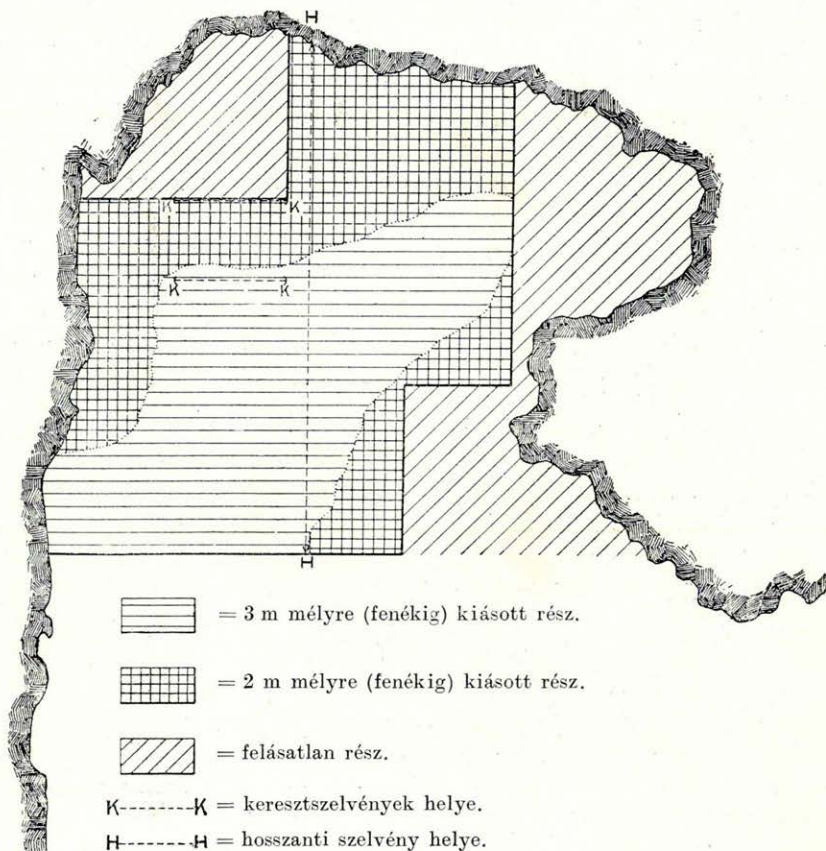 H
K K
K K
H
= 3 m mélyre (fenékig) kiásott rész.
= 2 m mélyre (fenékig) kiásott rész.
= felásatlan rész.
K-------K = keresztszelvények helye.
H-------H = hosszanti szelvény helye.